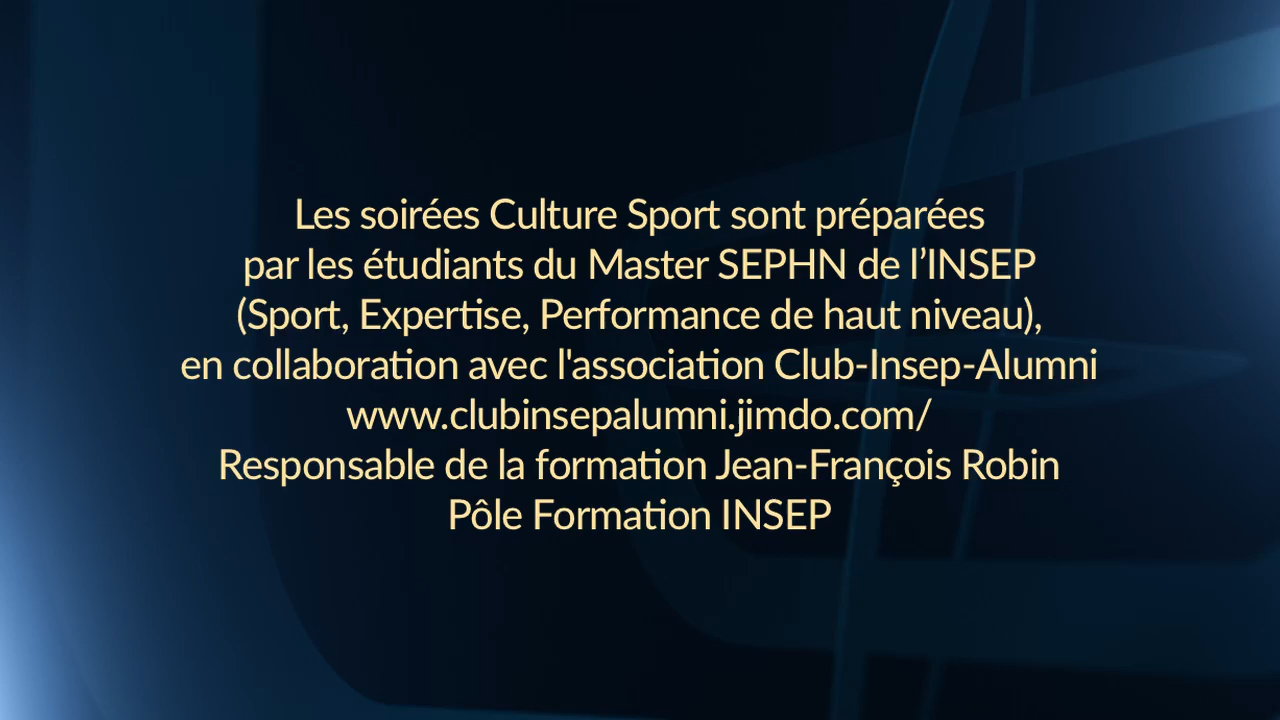 Les soirées Culture Sport sont préparées
par les étudiants du Master SEPHN de l’INSEP
(Sport, Expertise, Performance de haut niveau),
en collaboration avec l'association Club-Insep-Alumni
www.clubinsepalumni.jimdo.com/
Responsable de la formation Jean-François Robin
Pôle Formation INSEP